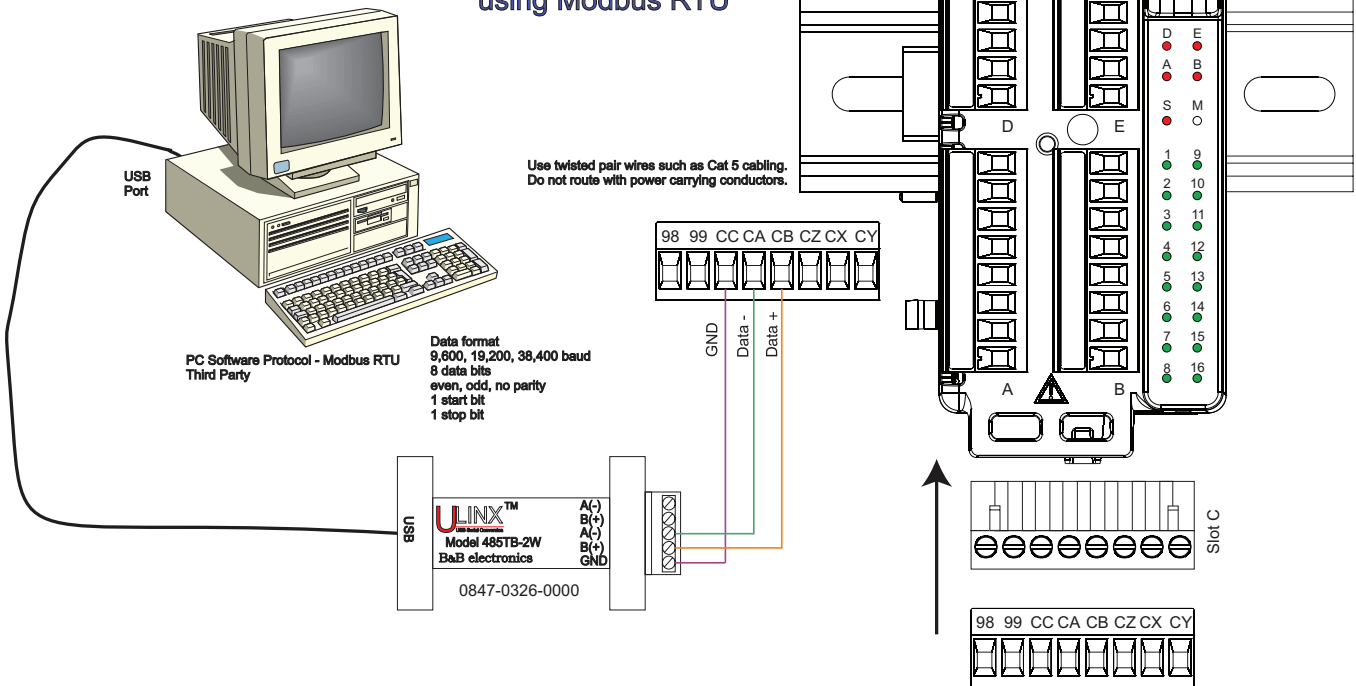 using Modbus RTU
D E
A B
S M
D E
1 9
2 10
3 11
4 12
5 13
6 14
7 15
8 16
A B
USB
Port
Use twisted pair wires such as Cat 5 cabling.
Do not route with power carrying conductors.
98 99 CC CA CB CZ CX CY
GND
Data -
Data +
PC Software Protocol - Modbus RTU
Third Party
Data format
9,600, 19,200, 38,400 baud
8 data bits
even, odd, no parity
1 start bit
1 stop bit
USB
ULINX™
USB Serial Conversion
Model 485TB-2W
B&B electronics
A(-)
B(+)
A(-)
B(+)
GND
0847-0326-0000
Slot C
98 99 CC CA CB CZ CX CY